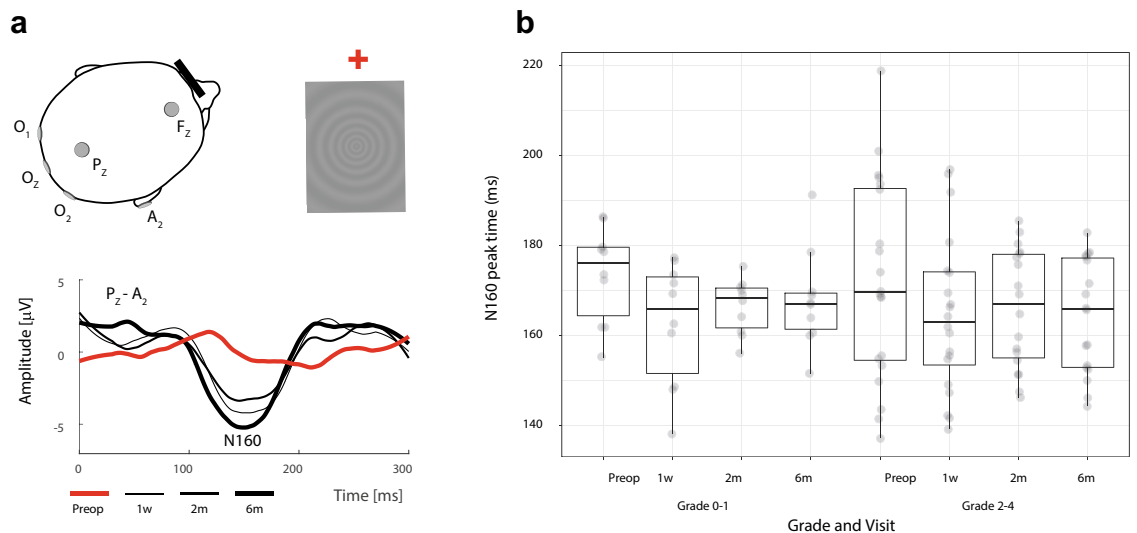 a
O1
OZ
O2
PZ
FZ
A2
+
PZ - A2
Amplitude [µV]
5
0
-5
N160
0 100 200 300
Time [ms]
Preop 1w 2m 6m
b
N160 peak time (ms)
220
200
180
160
140
Preop 1w 2m 6m Preop 1w 2m 6m
Grade 0-1 Grade 2-4
Grade and Visit